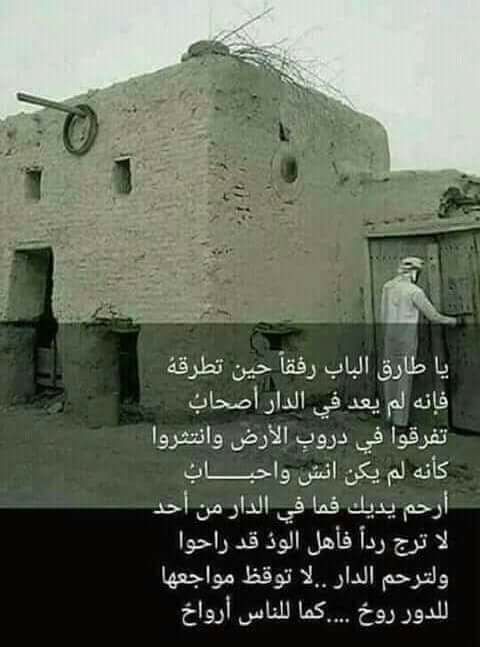 يا طارق الباب رفقاً حين تطرقهُ
فإنه لم يعد في الدار أصحابُ
تفرقوا في دروبِ الأرض وانتثروا
كأنه لم يكن انسٌ واحبـــــابُ
أرحم يديك فما في الدار من أحد
لا ترج رداً فأهل الودُ قد راحوا
ولترحم الدار ..لا توقظ مواجعها
للدور روحٌ ....كما للناس أرواحُ